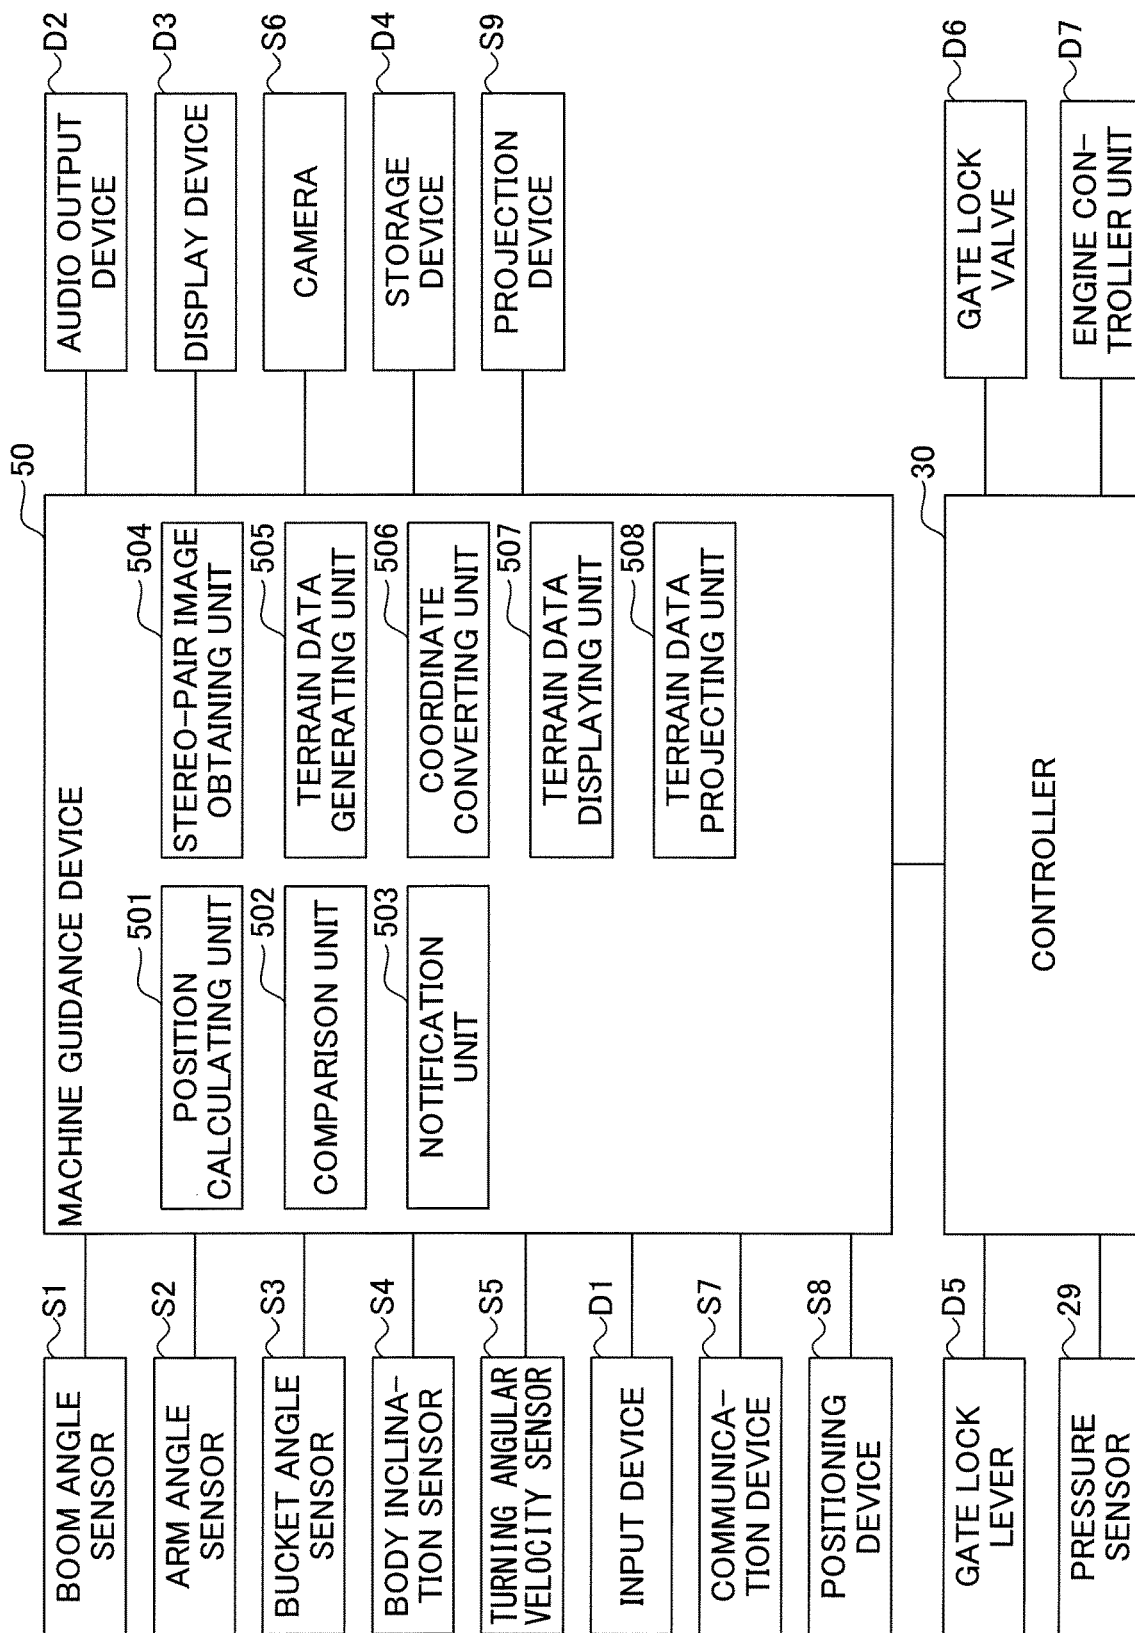 BOOM ANGLE
SENSOR
S1
ARM ANGLE
SENSOR
S2
BUCKET ANGLE
SENSOR
S3
BODY INCLINA-
TION SENSOR
S4
TURNING ANGULAR
VELOCITY SENSOR
S5
INPUT DEVICE
D1
COMMUNICA-
TION DEVICE
S7
POSITIONING
DEVICE
S8
GATE LOCK
LEVER
D5
PRESSURE
SENSOR
29
MACHINE GUIDANCE DEVICE
50
POSITION
CALCULATING UNIT
501
COMPARISON UNIT
502
NOTIFICATION
UNIT
503
STEREO-PAIR IMAGE
OBTAINING UNIT
504
TERRAIN DATA
GENERATING UNIT
505
COORDINATE
CONVERTING UNIT
506
TERRAIN DATA
DISPLAYING UNIT
507
TERRAIN DATA
PROJECTING UNIT
508
CONTROLLER
30
AUDIO OUTPUT
DEVICE
D2
DISPLAY DEVICE
D3
CAMERA
S6
STORAGE
DEVICE
D4
PROJECTION
DEVICE
S9
GATE LOCK
VALVE
D6
ENGINE CON-
TROLLER UNIT
D7